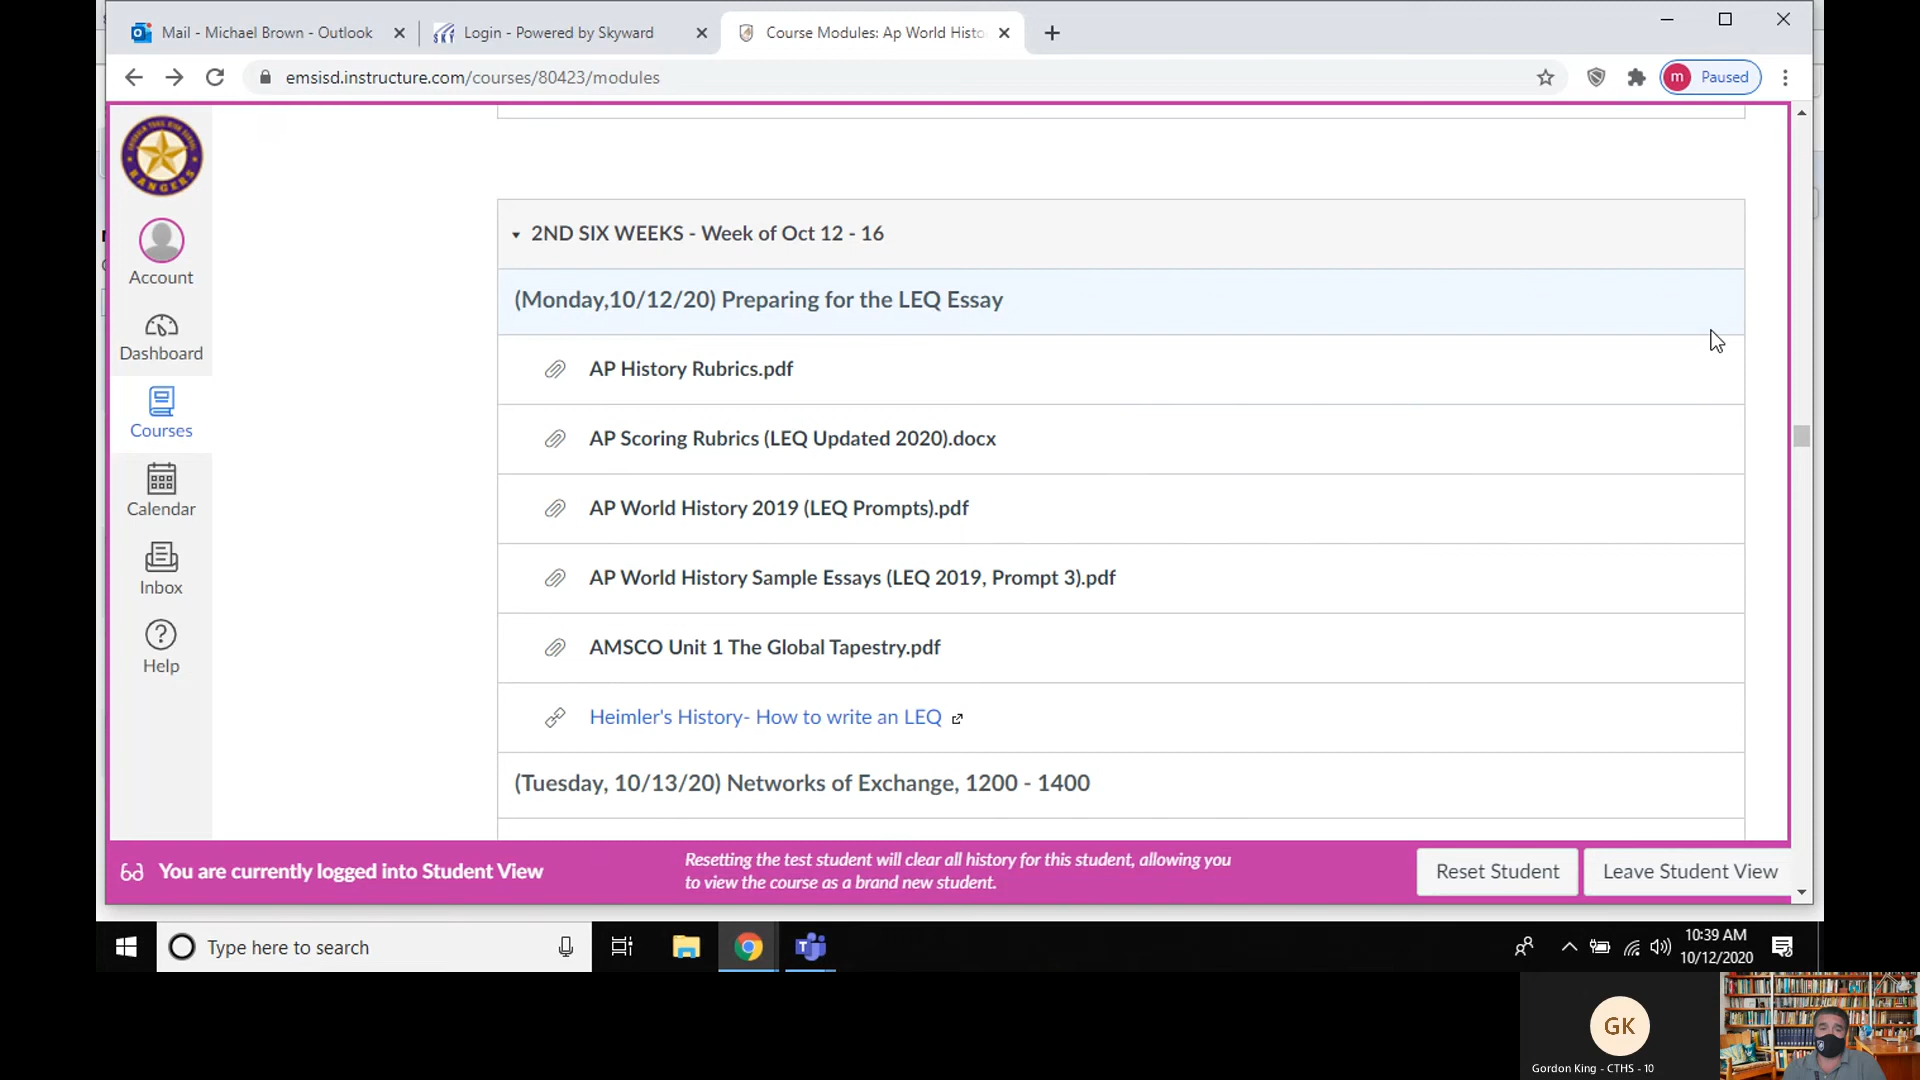 Mail - Michael Brown - Outlook
Login - Powered by Skyward
Course Modules: Ap World Histo
emsisd.instructure.com/courses/80423/modules
m Paused
RANGERS
Account
Dashboard
Courses
Calendar
Inbox
Help
2ND SIX WEEKS - Week of Oct 12 - 16
(Monday,10/12/20) Preparing for the LEQ Essay
AP History Rubrics.pdf
AP Scoring Rubrics (LEQ Updated 2020).docx
AP World History 2019 (LEQ Prompts).pdf
AP World History Sample Essays (LEQ 2019, Prompt 3).pdf
AMSCO Unit 1 The Global Tapestry.pdf
Heimler's History- How to write an LEQ
(Tuesday, 10/13/20) Networks of Exchange, 1200 - 1400
You are currently logged into Student View
Resetting the test student will clear all history for this student, allowing you
to view the course as a brand new student.
Reset Student
Leave Student View
Type here to search
10:39 AM
10/12/2020
GK
Gordon King - CTHS - 10